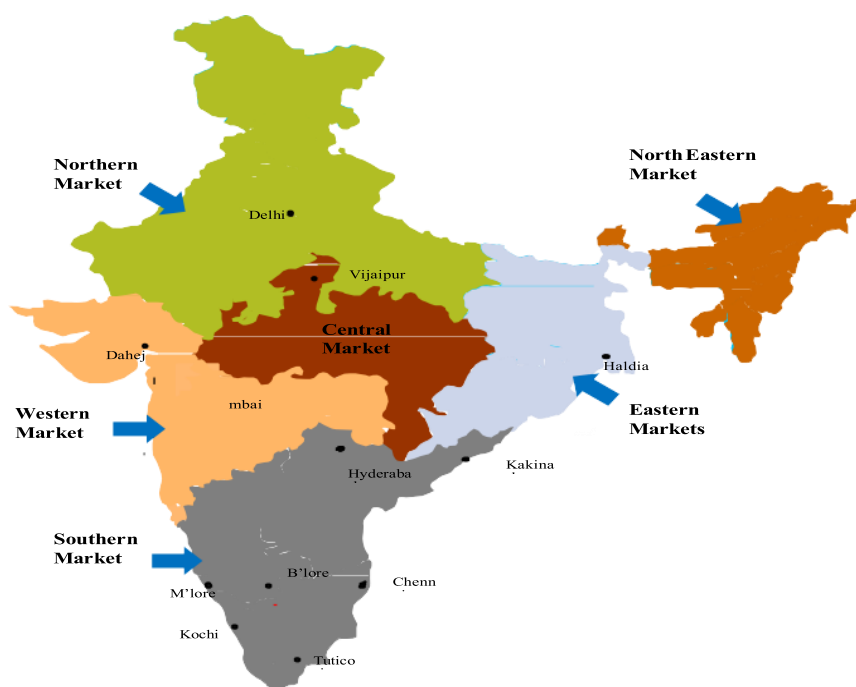 Northern
Market
North Eastern
Market
Delhi
Vijaipur
Central
Market
Dahej
Haldia
mbai
Western
Market
Eastern
Markets
Hyderaba
Kakina
Southern
Market
B'lore
M'lore
Chenn
Kochi
Tutico